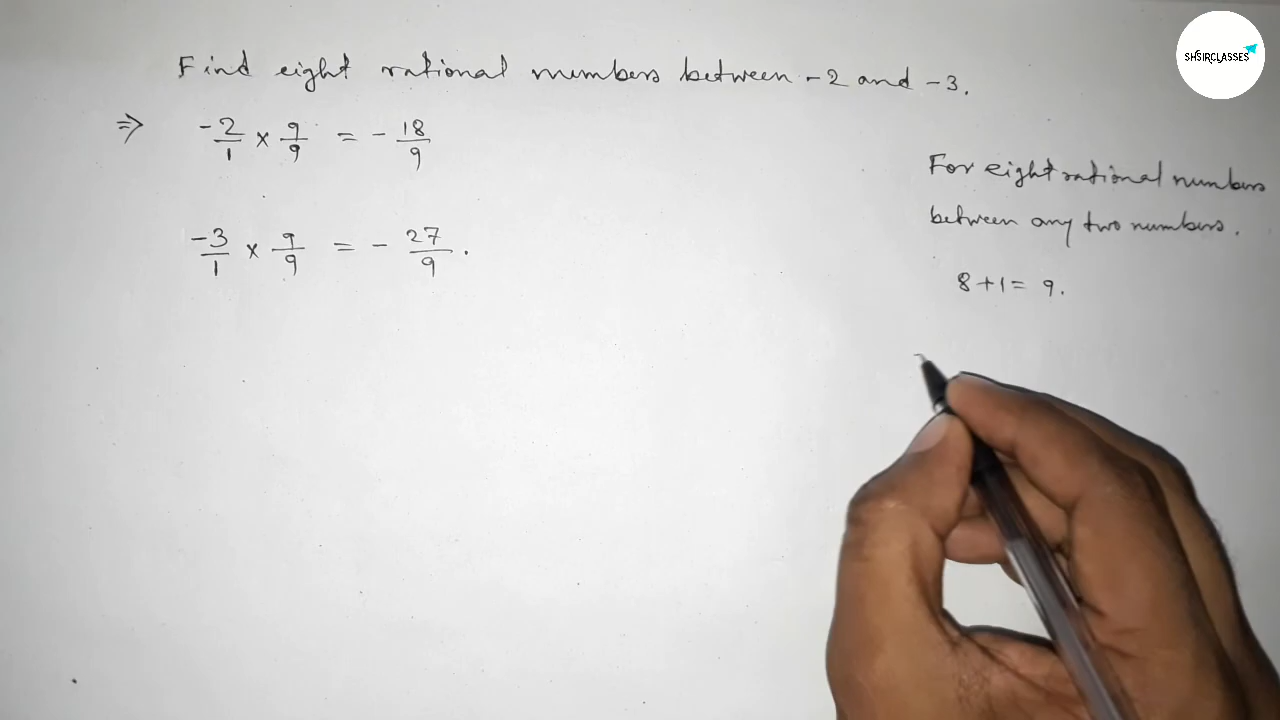 SHSIRCLASSES
Find eight rational numbers between -2 and -3.
⇒ -2/1 × 9/9 = - 18/9
-3/1 × 9/9 = - 27/9 .
For eight rational numbers
between any two numbers.
8+1= 9.